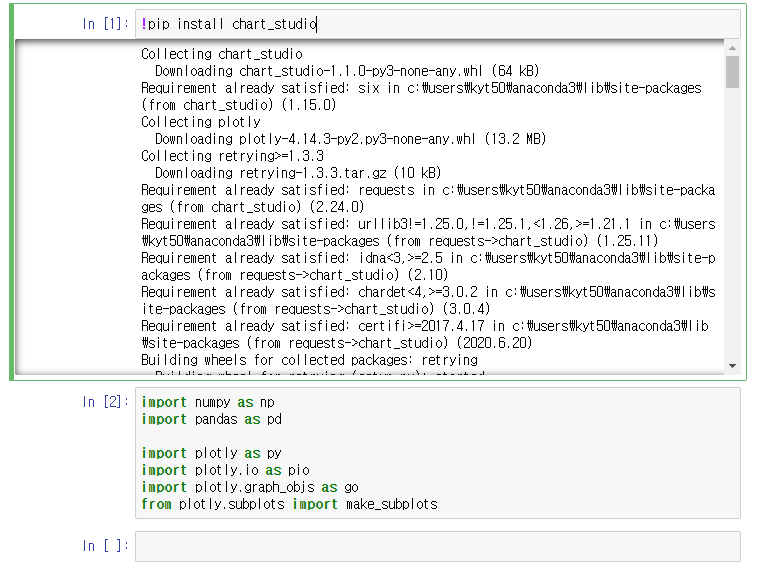 In [1]: !pip install chart_studio
Collecting chart_studio
  Downloading chart_studio-1.1.0-py3-none-any.whl (64 kB)
Requirement already satisfied: six in c:₩users₩kyt50₩anaconda3₩lib₩site-packages
(from chart_studio) (1.15.0)
Collecting plotly
  Downloading plotly-4.14.3-py2.py3-none-any.whl (13.2 MB)
Collecting retrying>=1.3.3
  Downloading retrying-1.3.3.tar.gz (10 kB)
Requirement already satisfied: requests in c:₩users₩kyt50₩anaconda3₩lib₩site-packa
ges (from chart_studio) (2.24.0)
Requirement already satisfied: urllib3!=1.25.0,!=1.25.1,<1.26,>=1.21.1 in c:₩users
₩kyt50₩anaconda3₩lib₩site-packages (from requests->chart_studio) (1.25.11)
Requirement already satisfied: idna<3,>=2.5 in c:₩users₩kyt50₩anaconda3₩lib₩site-p
ackages (from requests->chart_studio) (2.10)
Requirement already satisfied: chardet<4,>=3.0.2 in c:₩users₩kyt50₩anaconda3₩lib₩s
ite-packages (from requests->chart_studio) (3.0.4)
Requirement already satisfied: certifi>=2017.4.17 in c:₩users₩kyt50₩anaconda3₩lib
₩site-packages (from requests->chart_studio) (2020.6.20)
Building wheels for collected packages: retrying
  Building wheel for retrying (setup.py): started
In [2]: import numpy as np
import pandas as pd
import plotly as py
import plotly.io as pio
import plotly.graph_objs as go
from plotly.subplots import make_subplots
In [ ]: